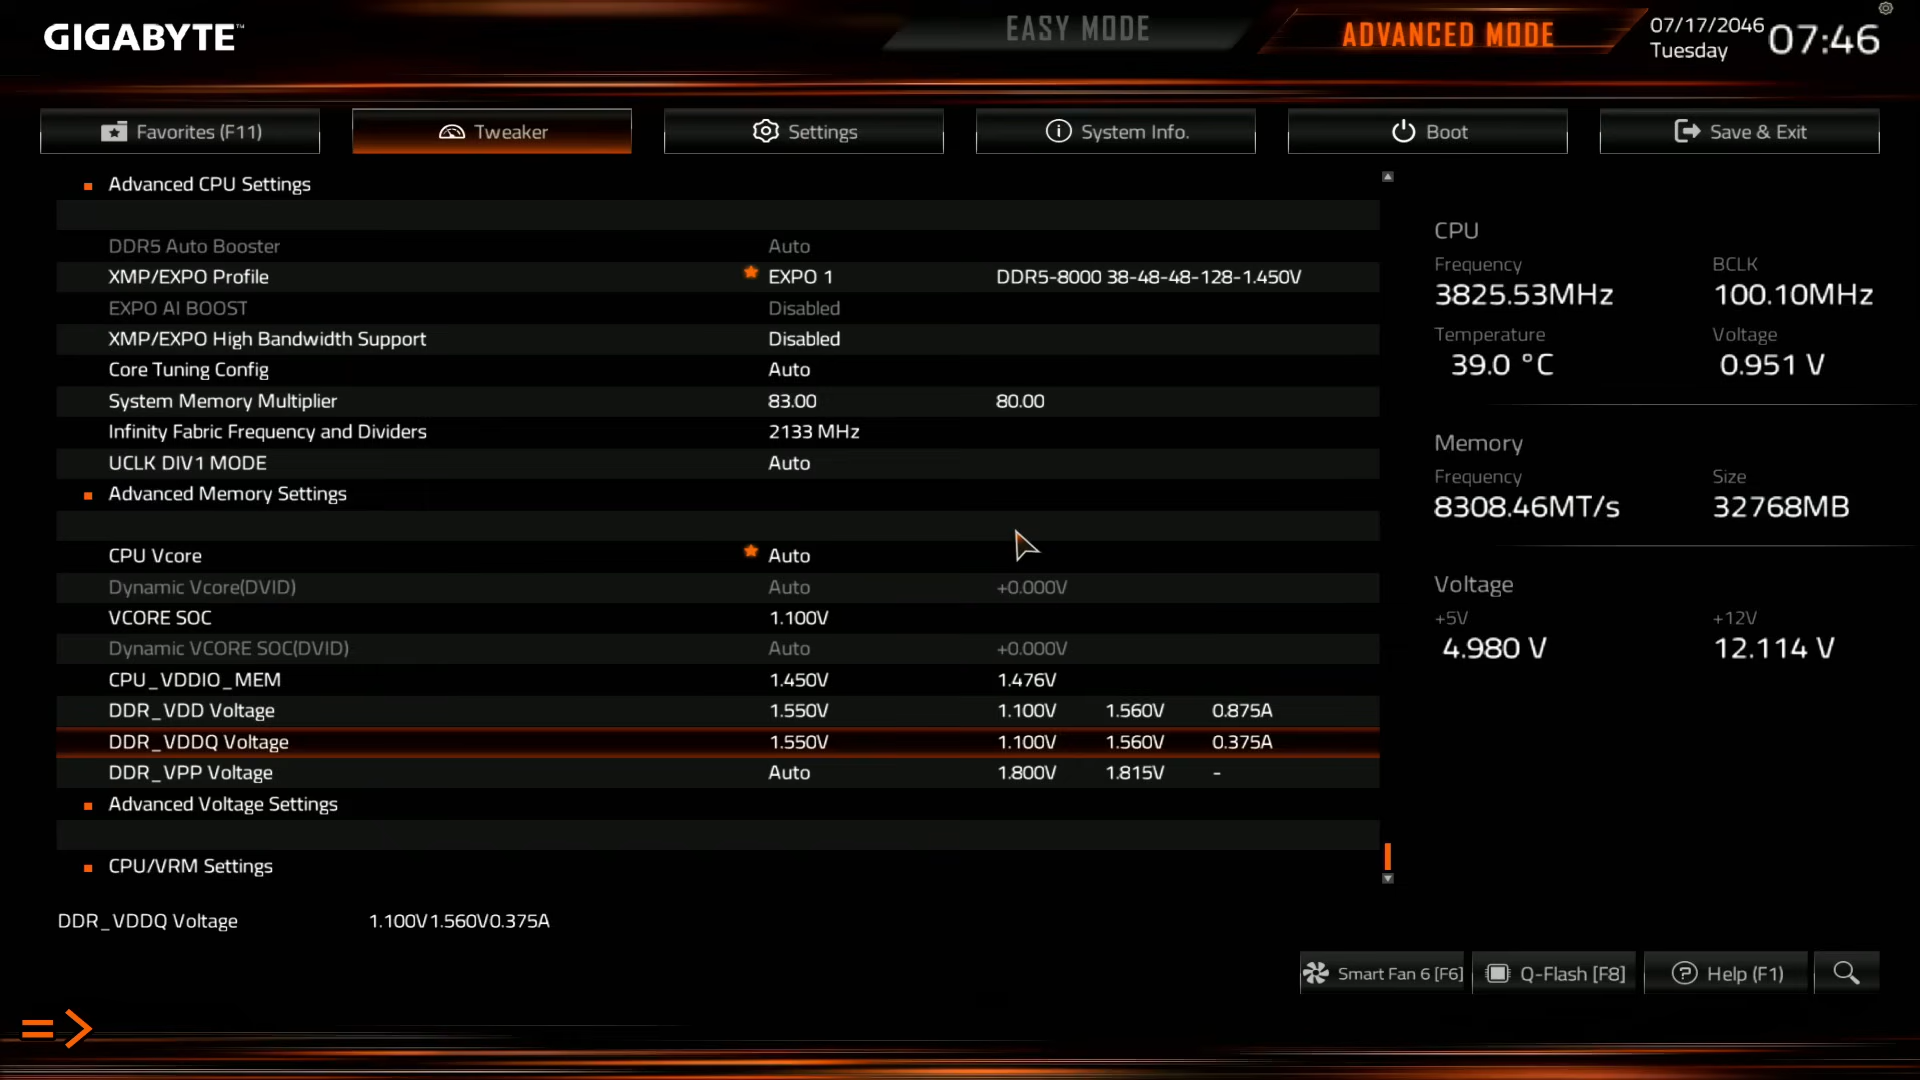 GIGABYTE™
EASY MODE
ADVANCED MODE
07/17/2046
Tuesday
07:46
Favorites (F11)
Tweaker
Settings
System Info.
Boot
Save & Exit
Advanced CPU Settings
DDR5 Auto Booster Auto
XMP/EXPO Profile EXPO 1 DDR5-8000 38-48-48-128-1.450V
EXPO AI BOOST Disabled
XMP/EXPO High Bandwidth Support Disabled
Core Tuning Config Auto
System Memory Multiplier 83.00 80.00
Infinity Fabric Frequency and Dividers 2133 MHz
UCLK DIV1 MODE Auto
Advanced Memory Settings
CPU Vcore Auto
Dynamic Vcore(DVID) Auto +0.000V
VCORE SOC 1.100V
Dynamic VCORE SOC(DVID) Auto +0.000V
CPU_VDDIO_MEM 1.450V 1.476V
DDR_VDD Voltage 1.550V 1.100V 1.560V 0.875A
DDR_VDDQ Voltage 1.550V 1.100V 1.560V 0.375A
DDR_VPP Voltage Auto 1.800V 1.815V -
Advanced Voltage Settings
CPU/VRM Settings
CPU
Frequency BCLK
3825.53MHz 100.10MHz
Temperature Voltage
39.0 °C 0.951 V
Memory
Frequency Size
8308.46MT/s 32768MB
Voltage
+5V +12V
4.980 V 12.114 V
DDR_VDDQ Voltage 1.100V1.560V0.375A
Smart Fan 6 [F6]
Q-Flash [F8]
Help (F1)